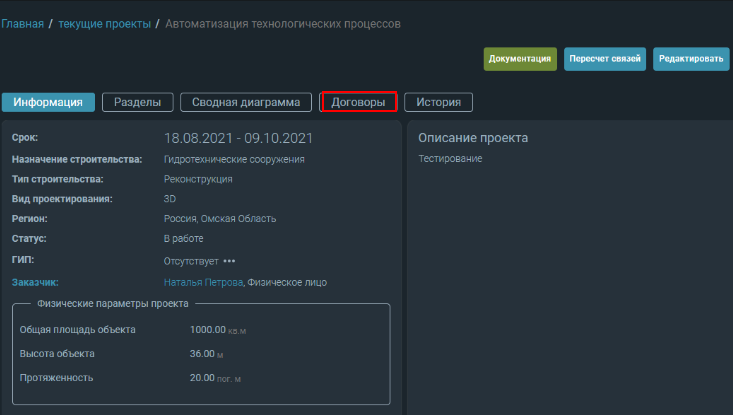 Главная / текущие проекты / Автоматизация технологических процессов
Документация Пересчет связей Редактировать
Информация Разделы Сводная диаграмма Договоры История
Срок: 18.08.2021 - 09.10.2021
Назначение строительства: Гидротехнические сооружения
Тип строительства: Реконструкция
Вид проектирования: 3D
Регион: Россия, Омская Область
Статус: В работе
ГИП: Отсутствует •••
Заказчик: Наталья Петрова, Физическое лицо
Физические параметры проекта
Общая площадь объекта 1000.00 кв.м
Высота объекта 36.00 м
Протяженность 20.00 пог. м
Описание проекта
Тестирование